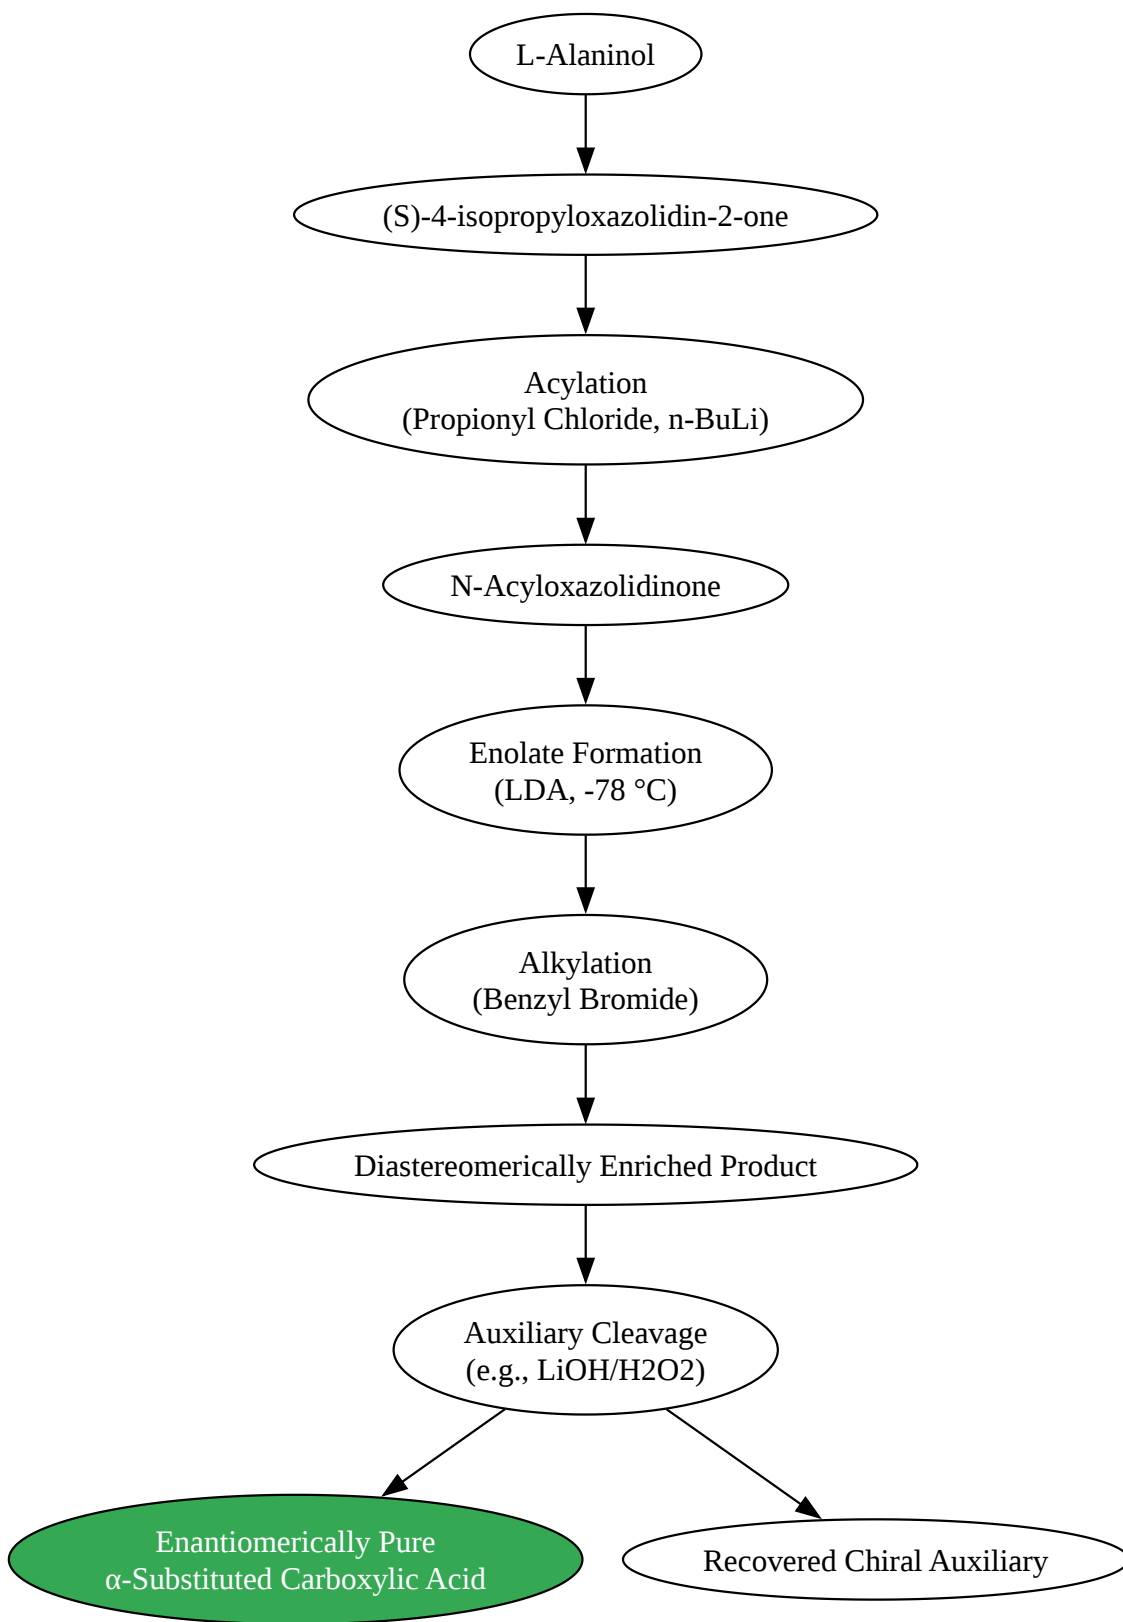 L-Alaninol
(S)-4-isopropyloxazolidin-2-one
Acylation
(Propionyl Chloride, n-BuLi)
N-Acyloxazolidinone
Enolate Formation
(LDA, -78 °C)
Alkylation
(Benzyl Bromide)
Diastereomerically Enriched Product
Auxiliary Cleavage
(e.g., LiOH/H2O2)
Enantiomerically Pure
α-Substituted Carboxylic Acid
Recovered Chiral Auxiliary